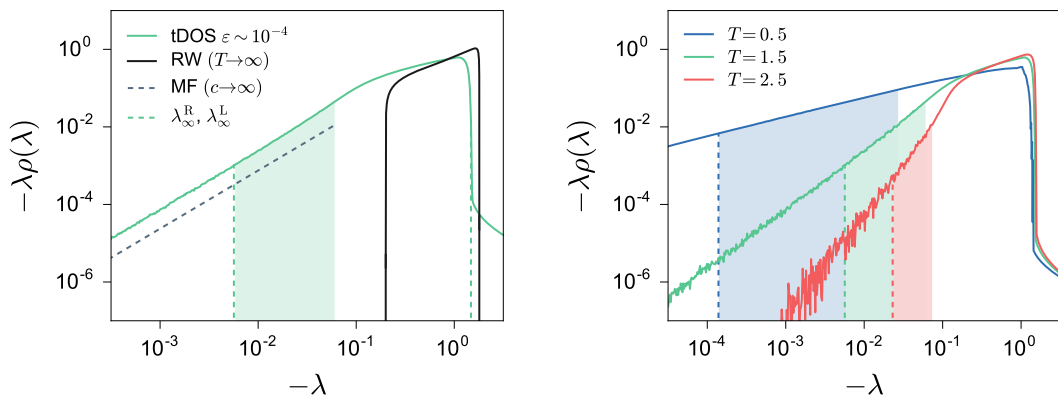 tDOS ε ∼ 10⁻⁴
RW (T→∞)
MF (c→∞)
λ_∞^R, λ_∞^L
10⁰
10⁻²
10⁻⁴
10⁻⁶
−λρ(λ)
10⁻³
10⁻²
10⁻¹
10⁰
−λ
T = 0.5
T = 1.5
T = 2.5
10⁰
10⁻²
10⁻⁴
10⁻⁶
−λρ(λ)
10⁻⁴
10⁻³
10⁻²
10⁻¹
10⁰
−λ